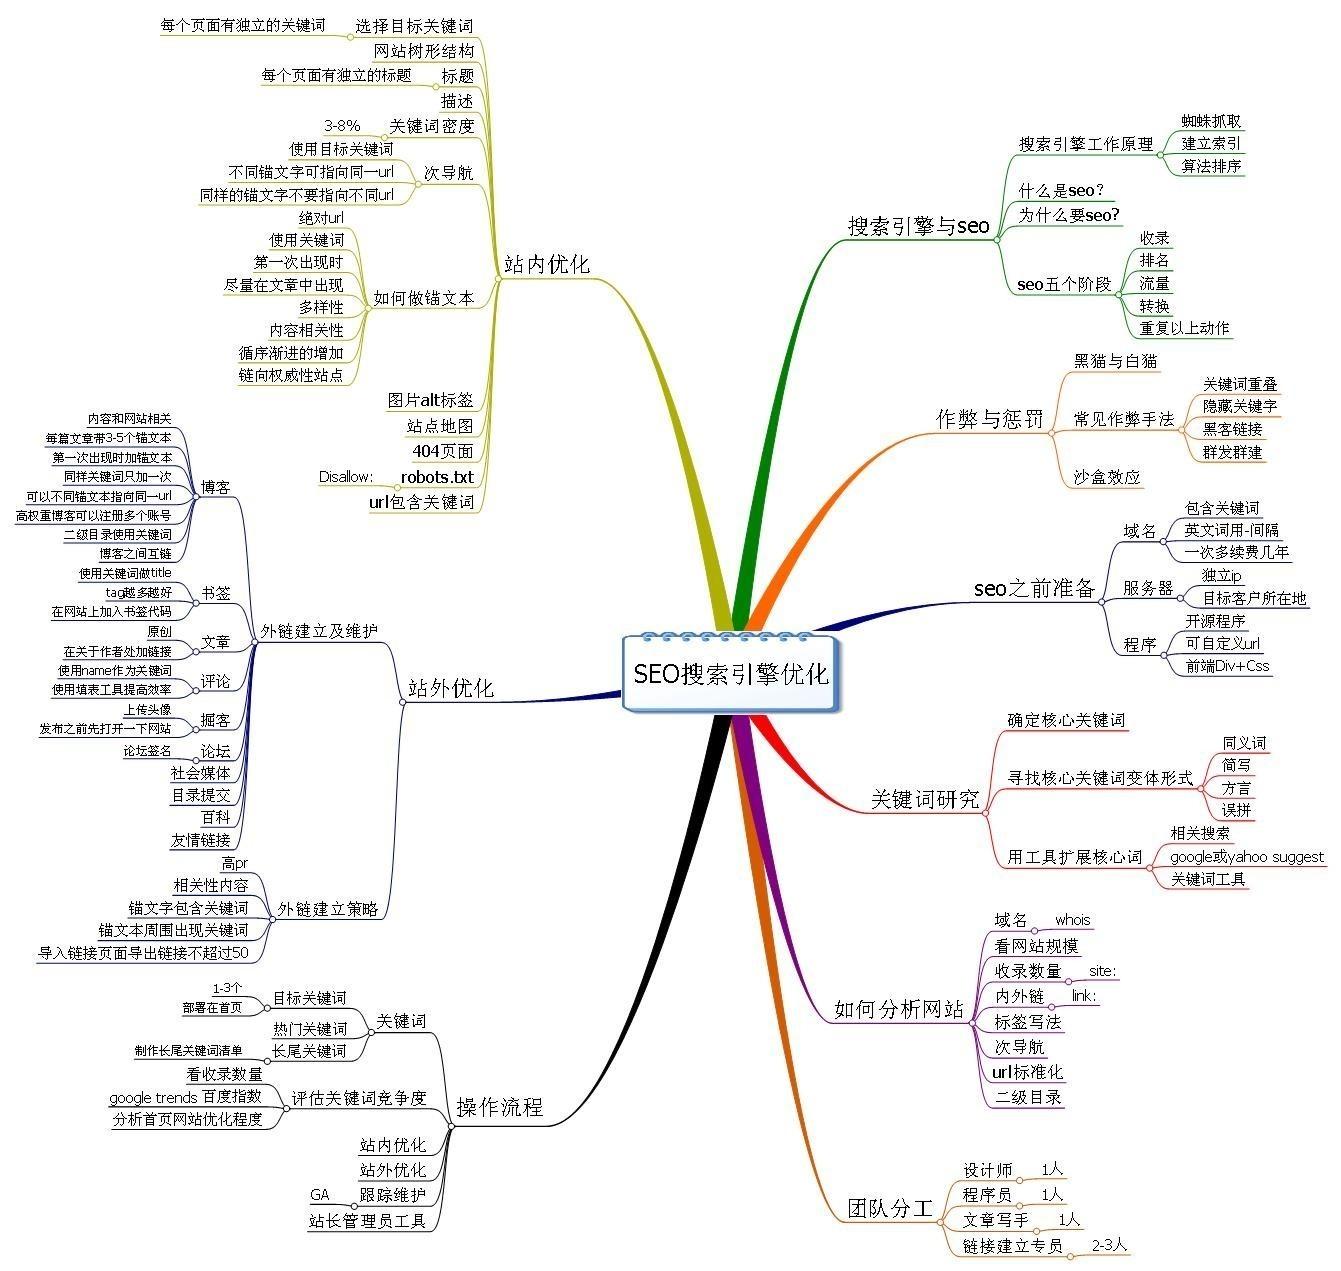 SEO搜索引擎优化
搜索引擎与seo
搜索引擎工作原理
蜘蛛抓取
建立索引
算法排序
什么是seo?
为什么要seo?
seo五个阶段
收录
排名
流量
转换
重复以上动作
作弊与惩罚
黑猫与白猫
常见作弊手法
关键词重叠
隐藏关键字
黑客链接
群发群建
沙盒效应
seo之前准备
域名
包含关键词
英文词用-间隔
一次多续费几年
服务器
独立ip
目标客户所在地
程序
开源程序
可自定义url
前端Div+Css
关键词研究
确定核心关键词
寻找核心关键词变体形式
同义词
简写
方言
误拼
用工具扩展核心词
相关搜索
google或yahoo suggest
关键词工具
如何分析网站
域名
whois
看网站规模
收录数量
site:
内外链
link:
标签写法
次导航
url标准化
二级目录
团队分工
设计师
1人
程序员
1人
文章写手
1人
链接建立专员
2-3人
站内优化
选择目标关键词
每个页面有独立的关键词
网站树形结构
标题
每个页面有独立的标题
描述
关键词密度
3-8%
次导航
使用目标关键词
不同锚文字可指向同一url
同样的锚文字不要指向不同url
如何做锚文本
绝对url
使用关键词
第一次出现时
尽量在文章中出现
多样性
内容相关性
循序渐进的增加
链向权威性站点
图片alt标签
站点地图
404页面
robots.txt
Disallow:
url包含关键词
站外优化
外链建立及维护
博客
内容和网站相关
每篇文章带3-5个锚文本
第一次出现时加锚文本
同样关键词只加一次
可以不同锚文本指向同一url
高权重博客可以注册多个账号
二级目录使用关键词
博客之间互链
书签
使用关键词做title
tag越多越好
在网站上加入书签代码
文章
原创
在关于作者处加链接
评论
使用name作为关键词
使用填表工具提高效率
掘客
上传头像
发布之前先打开一下网站
论坛
论坛签名
社会媒体
目录提交
百科
友情链接
外链建立策略
高pr
相关性内容
锚文字包含关键词
锚文本周围出现关键词
导入链接页面导出链接不超过50
操作流程
关键词
目标关键词
1-3个
部署在首页
热门关键词
长尾关键词
制作长尾关键词清单
评估关键词竞争度
看收录数量
google trends 百度指数
分析首页网站优化程度
站内优化
站外优化
跟踪维护
GA
站长管理员工具